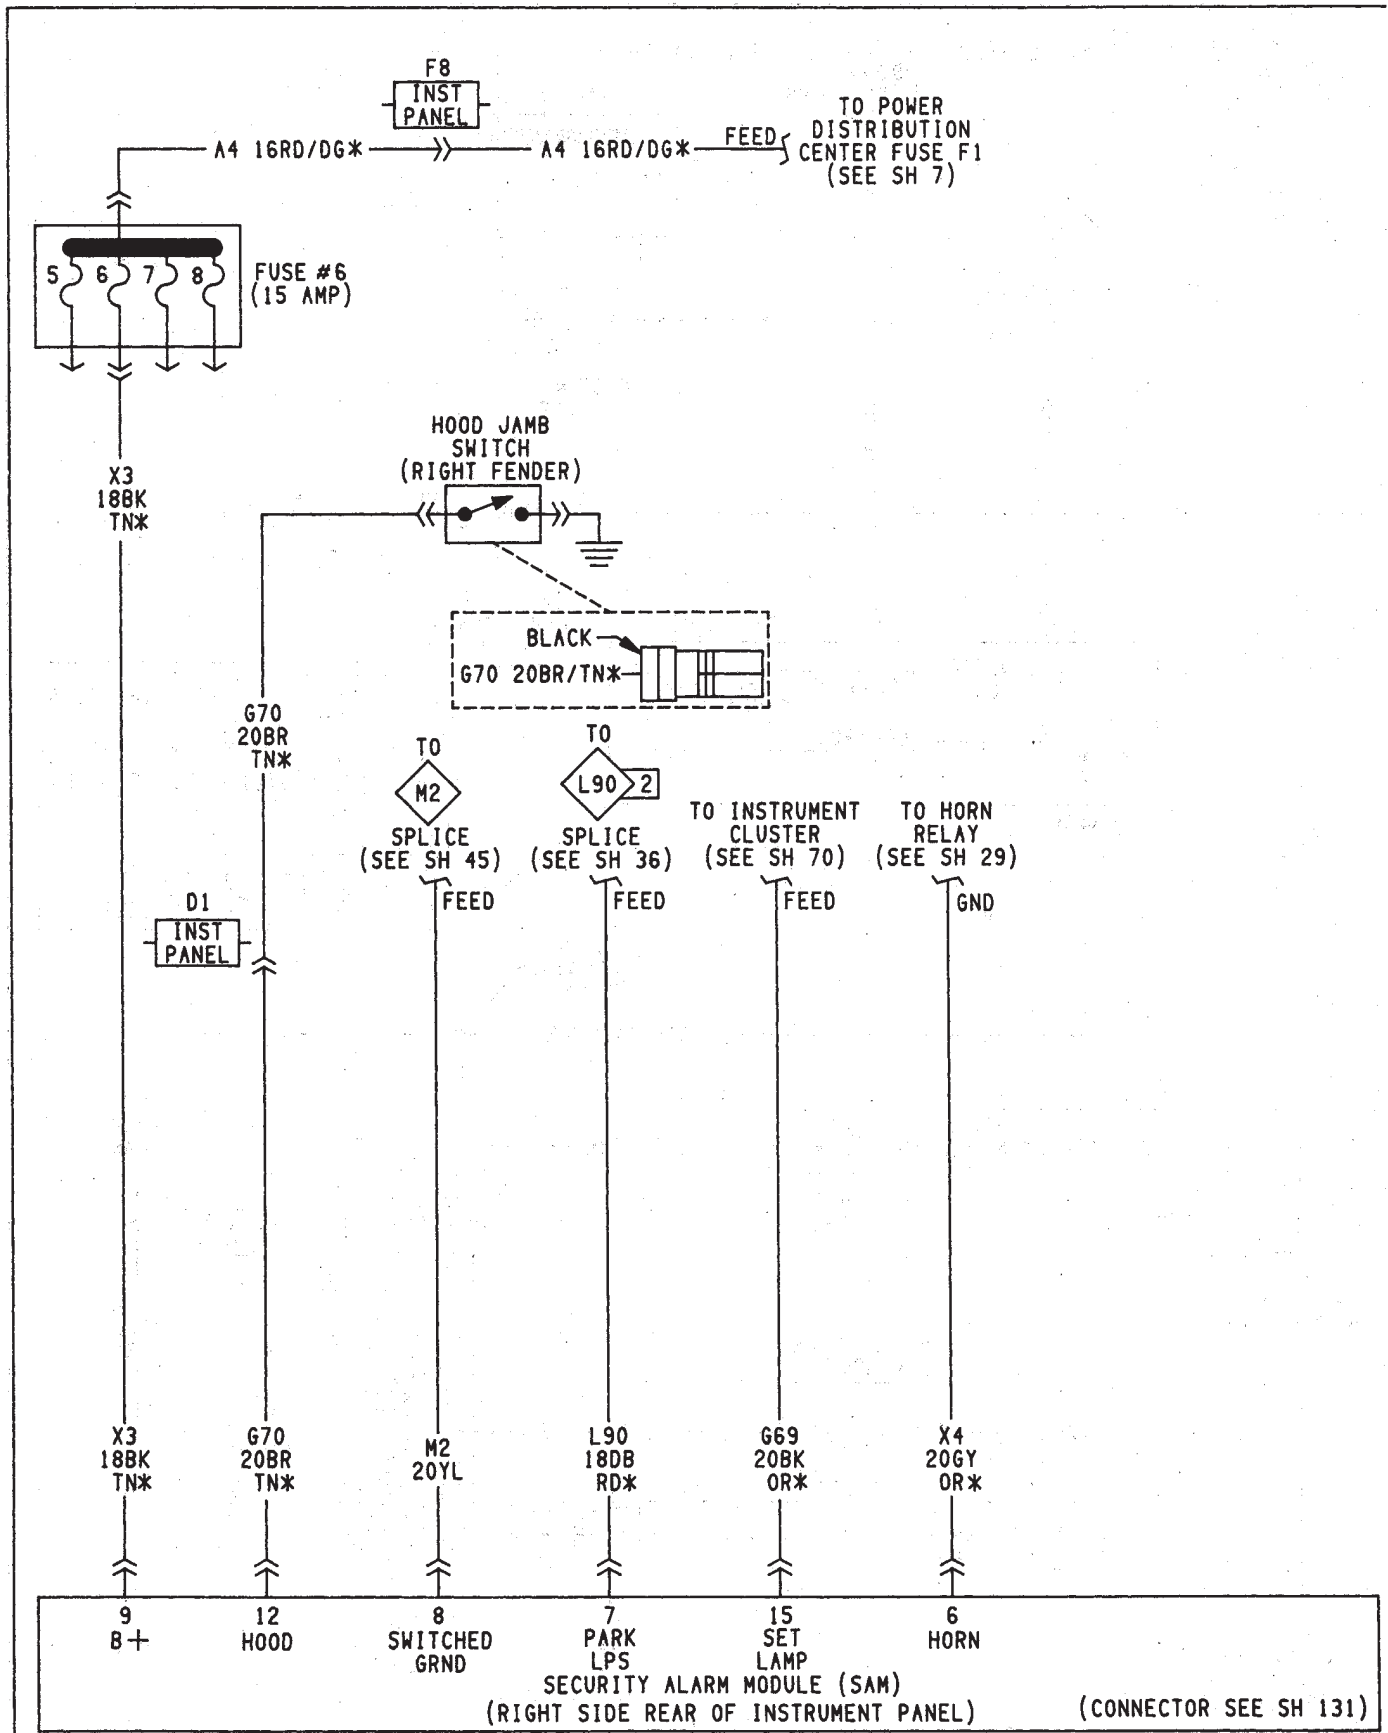 F8
INST
PANEL
A4 16RD/DG*
A4 16RD/DG*
FEED
TO POWER
DISTRIBUTION
CENTER FUSE F1
(SEE SH 7)
5 6 7 8
FUSE #6
(15 AMP)
X3
18BK
TN*
HOOD JAMB
SWITCH
(RIGHT FENDER)
BLACK
G70 20BR/TN*
G70
20BR
TN*
TO
M2
SPLICE
(SEE SH 45)
FEED
TO
L90 2
SPLICE
(SEE SH 36)
FEED
TO INSTRUMENT
CLUSTER
(SEE SH 70)
FEED
TO HORN
RELAY
(SEE SH 29)
GND
D1
INST
PANEL
X3
18BK
TN*
G70
20BR
TN*
M2
20YL
L90
18DB
RD*
G69
20BK
OR*
X4
20GY
OR*
9
B+
12
HOOD
8
SWITCHED
GRND
7
PARK
LPS
15
SET
LAMP
6
HORN
SECURITY ALARM MODULE (SAM)
(RIGHT SIDE REAR OF INSTRUMENT PANEL)
(CONNECTOR SEE SH 131)